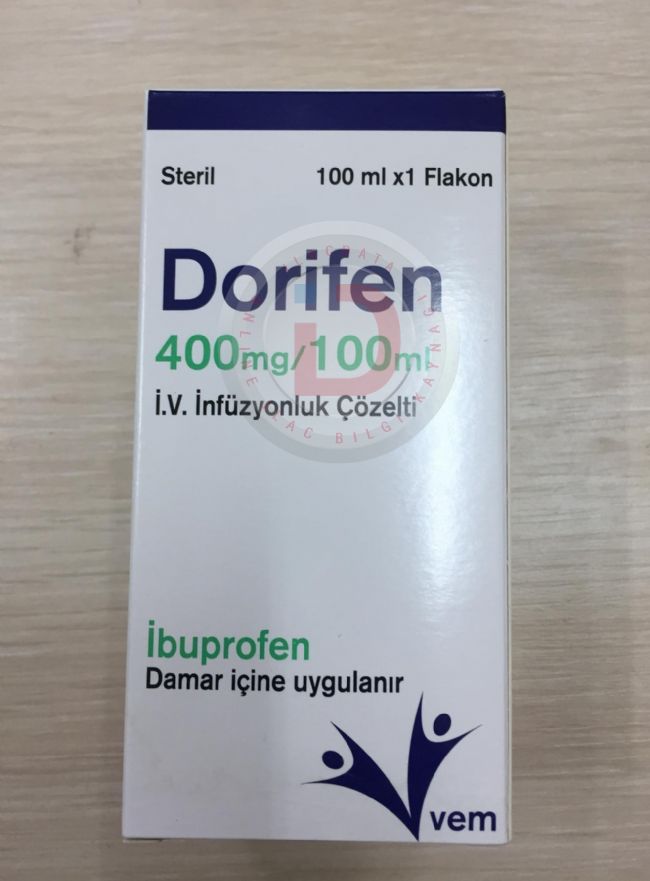 Steril 100 ml x1 Flakon
Dorifen
400mg/100ml
İ.V. İnfüzyonluk Çözelti
İbuprofen
Damar içine uygulanır
vem